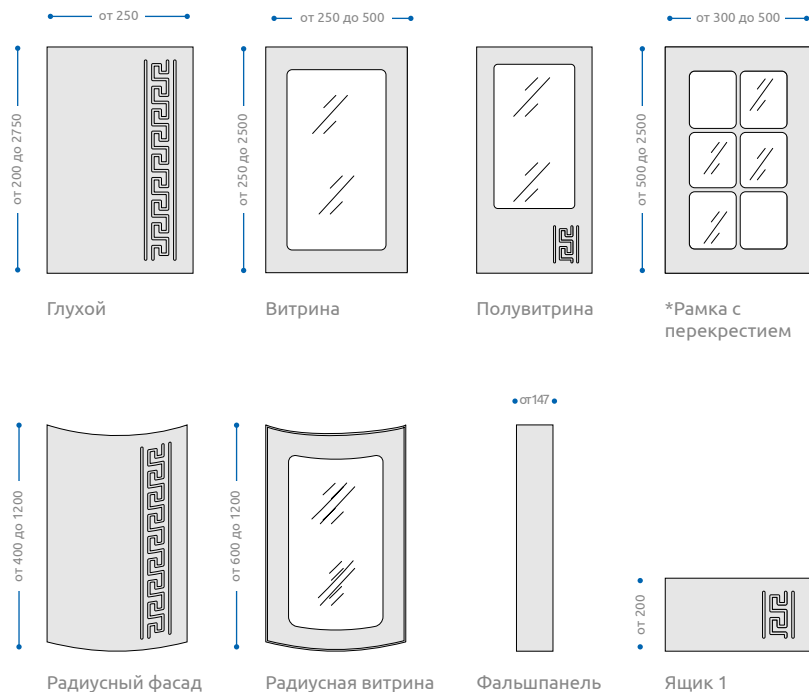 от 250
от 250 до 500
от 300 до 500
от 200 до 2750
от 250 до 2500
от 500 до 2500
Глухой
Витрина
Полувитрина
*Рамка с
перекрестием
от147
от 400 до 1200
от 600 до 1200
от 200
Радиусный фасад
Радиусная витрина
Фальшпанель
Ящик 1